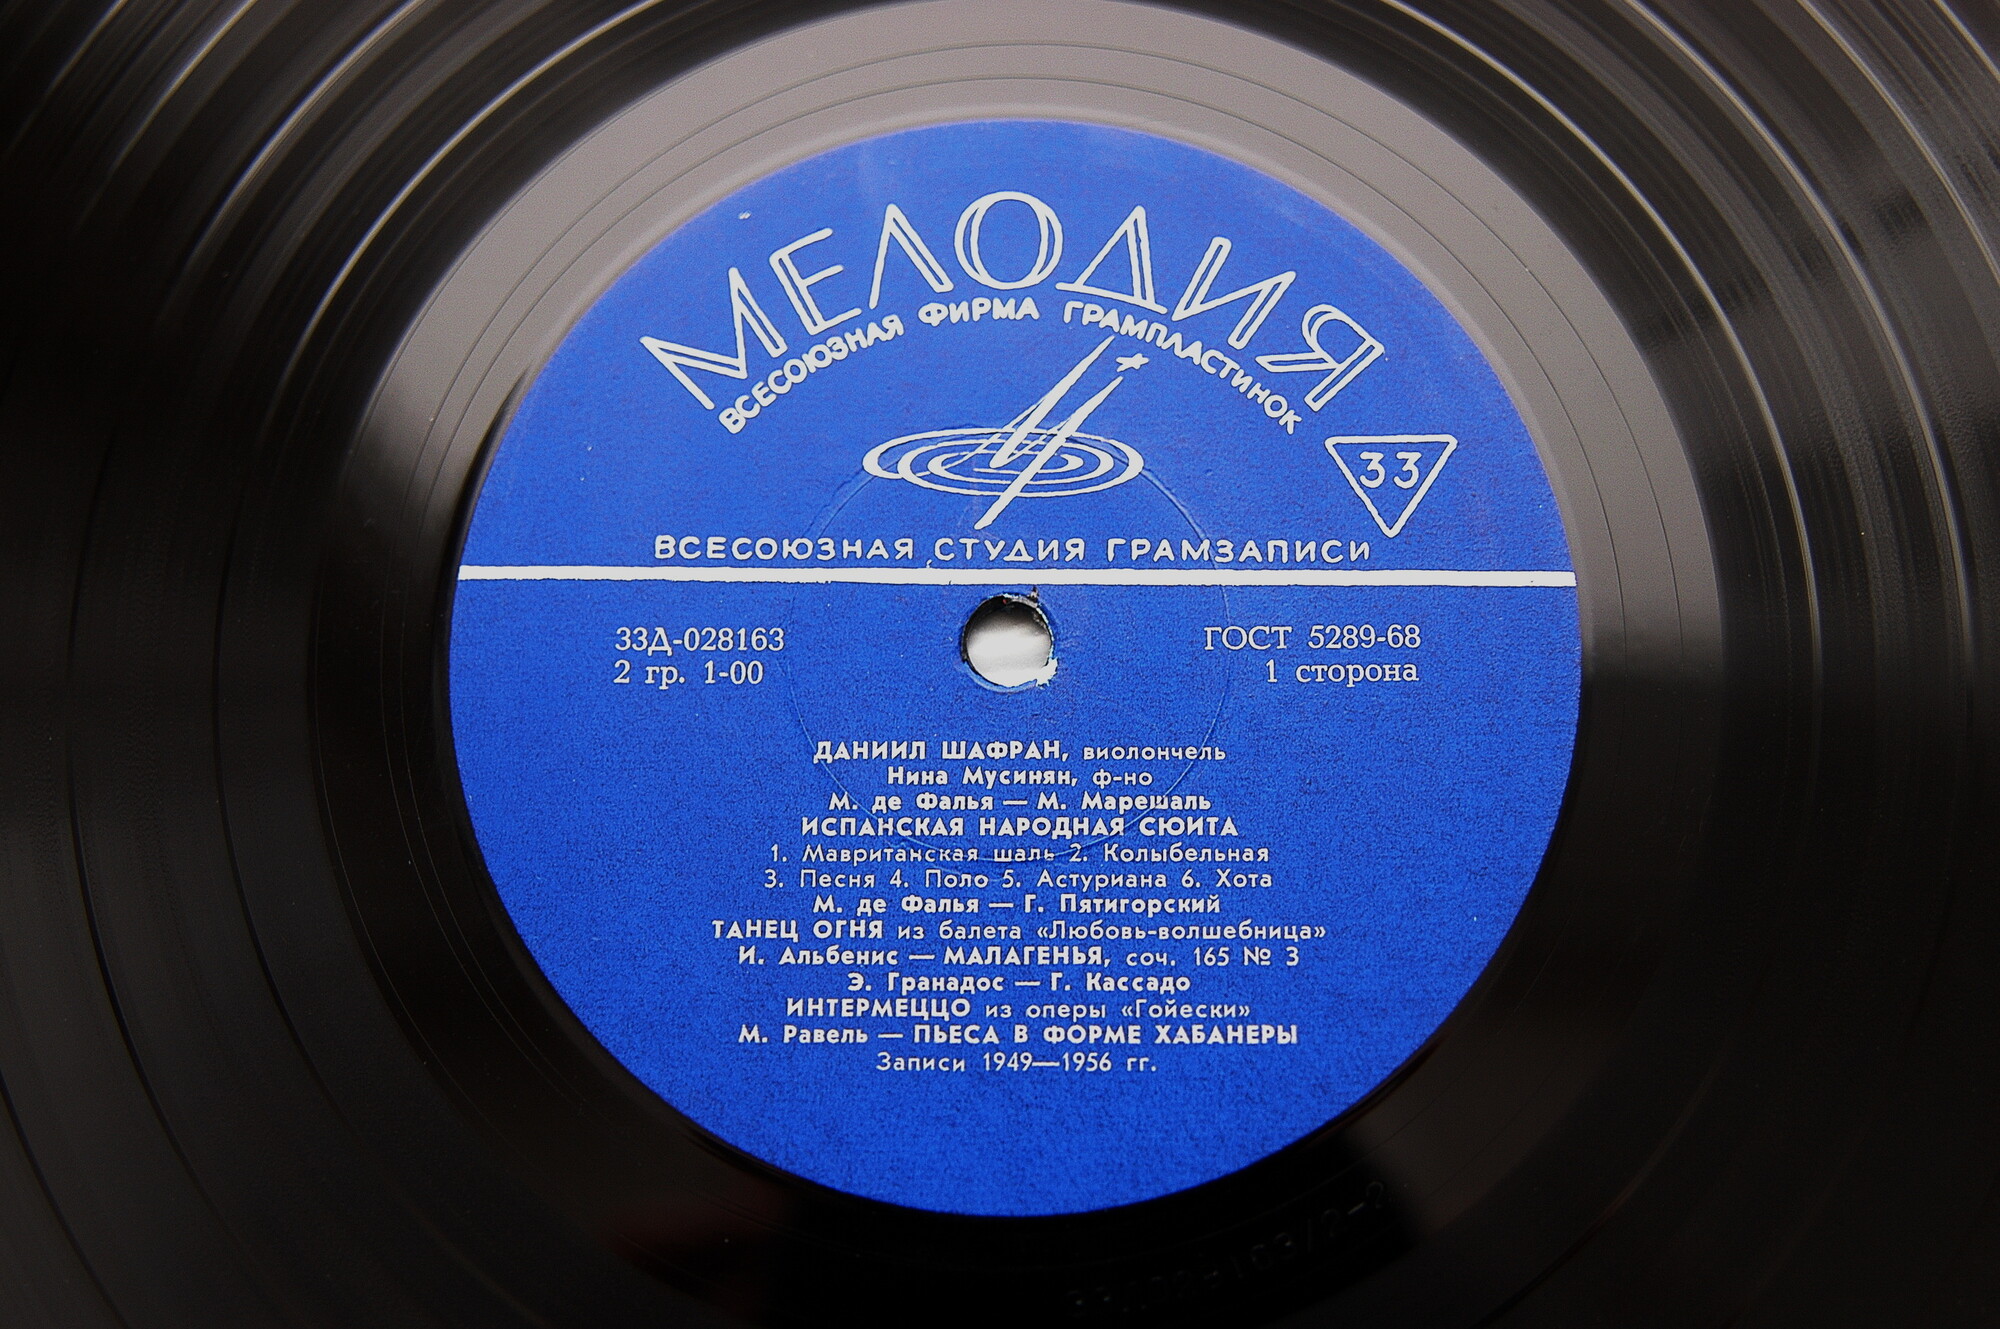 МЕЛОДИЯ
ВСЕСОЮЗНАЯ ФИРМА ГРАМПЛАСТИНОК
33
ВСЕСОЮЗНАЯ СТУДИЯ ГРАМЗАПИСИ
33Д-028163
2 гр. 1-00
ГОСТ 5289-68
1 сторона
ДАНИИЛ ШАФРАН, виолончель
Нина Мусинян, ф-но
М. де Фалья — М. Марешаль
ИСПАНСКАЯ НАРОДНАЯ СЮИТА
1. Мавританская шаль 2. Колыбельная
3. Песня 4. Поло 5. Астуриана 6. Хота
М. де Фалья — Г. Пятигорский
ТАНЕЦ ОГНЯ из балета «Любовь-волшебница»
И. Альбенис — МАЛАГЕНЬЯ, соч. 165 № 3
Э. Гранадос — Г. Кассадо
ИНТЕРМЕЦЦО из оперы «Гойески»
М. Равель — ПЬЕСА В ФОРМЕ ХАБАНЕРЫ
Записи 1949—1956 гг.